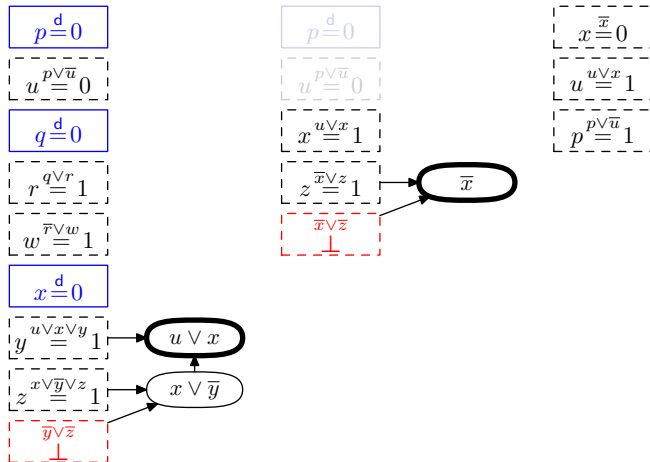 p =ᵈ 0
u =^{p∨u̅} 0
q =ᵈ 0
r =^{q∨r} 1
w =^{r̅∨w} 1
x =ᵈ 0
y =^{u∨x∨y} 1
u ∨ x
z =^{x∨y̅∨z} 1
x ∨ y̅
y̅∨z̅
⊥
p =ᵈ 0
u =^{p∨u̅} 0
x =^{u∨x} 1
z =^{x̅∨z} 1
x̅
x̅∨z̅
⊥
x =^{x̅} 0
u =^{u∨x} 1
p =^{p∨u̅} 1